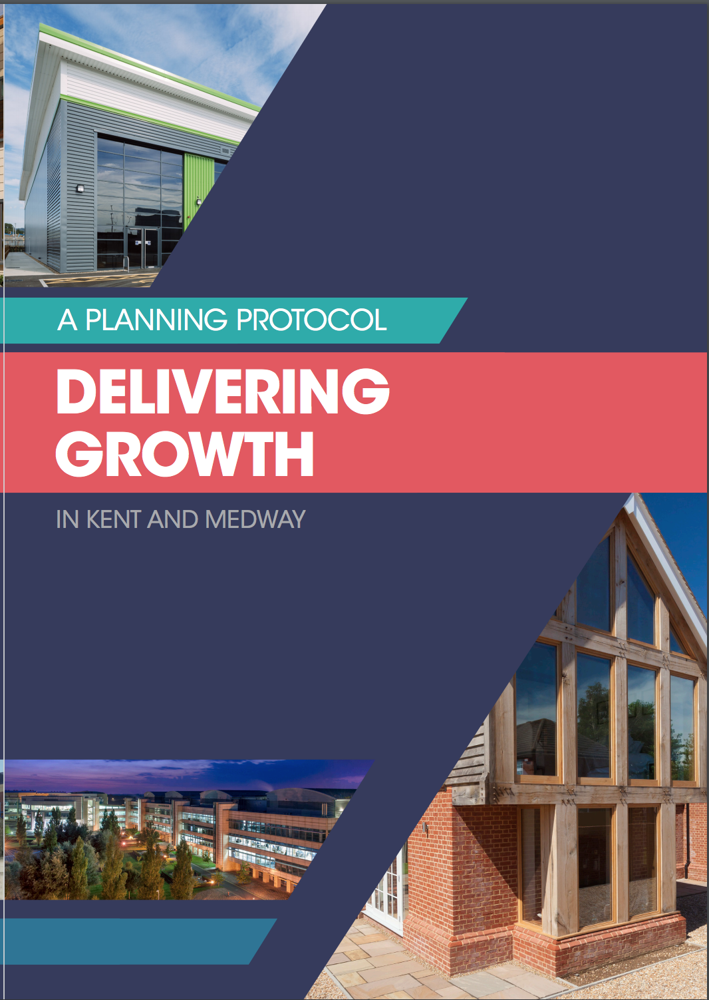 A PLANNING PROTOCOL
DELIVERING
GROWTH
IN KENT AND MEDWAY